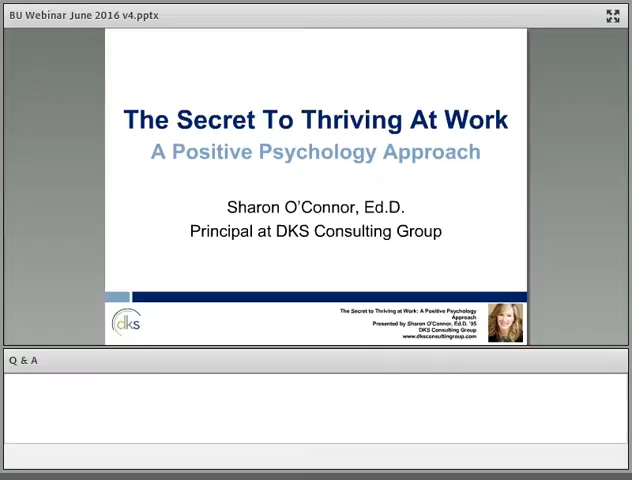 BU Webinar June 2016 v4.pptx
The Secret To Thriving At Work
A Positive Psychology Approach
Sharon O'Connor, Ed.D.
Principal at DKS Consulting Group
dks
The Secret to Thriving at Work: A Positive Psychology
Approach
Presented by Sharon O'Connor, Ed.D. '95
DKS Consulting Group
www.dksconsultingroup.com
Q & A